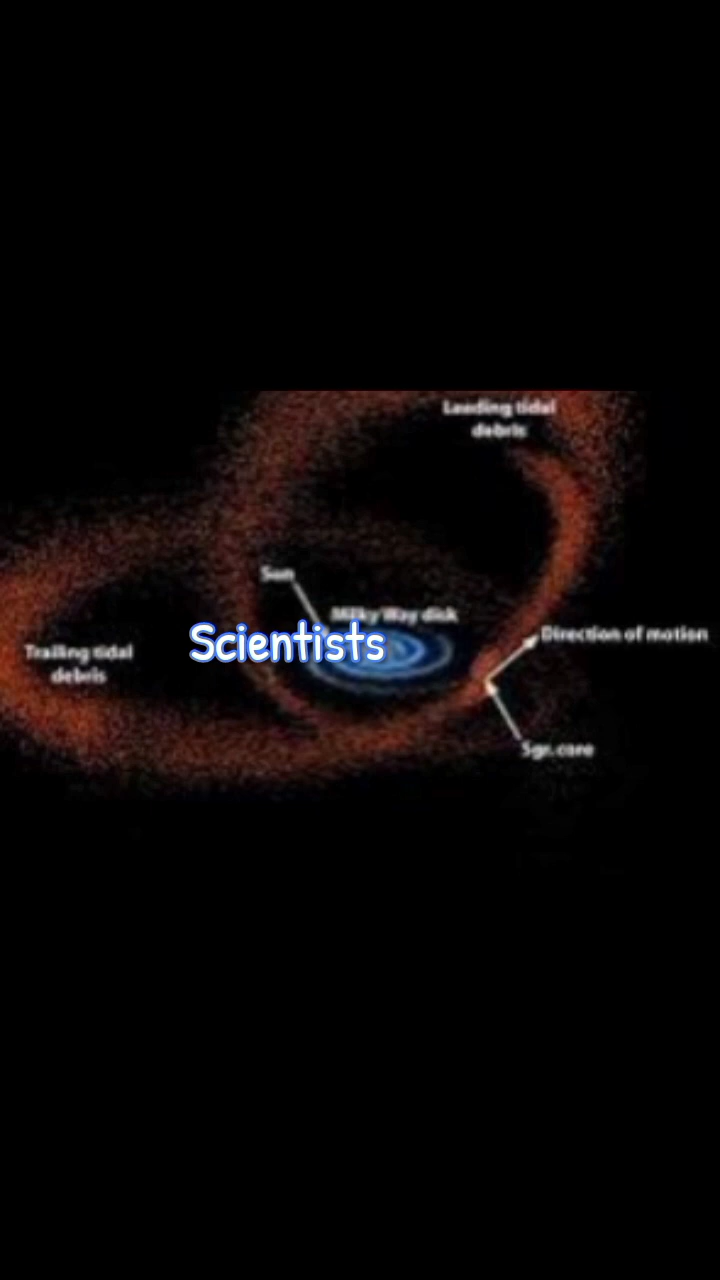 Leading tidal
debris
Sun
Milky Way disk
Scientists
Direction of motion
Trailing tidal
debris
Sgr. core